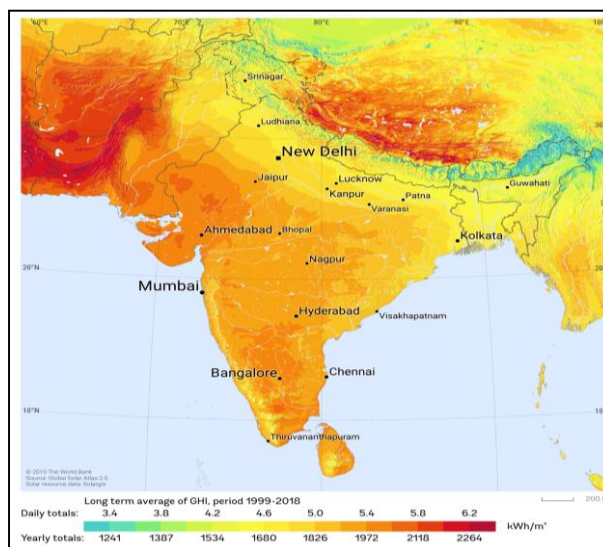 60°E 70°E 80°E 90°E 100
Srinagar
Ludhiana
30°N
New Delhi
Jaipur
Lucknow
Kanpur
Guwahati
Patna
Varanasi
Ahmedabad
Bhopal
Kolkata
20°N
Nagpur
Mumbai
Hyderabad
Visakhapatnam
Bangalore
Chennai
10°N
Thiruvananthapuram
© 2019 The World Bank
Source: Global Solar Atlas 2.0
Solar resource data: Solargis
Long term average of GHI, period 1999-2018
200
Daily totals: 3.4 3.8 4.2 4.6 5.0 5.4 5.8 6.2
kWh/m²
Yearly totals: 1241 1387 1534 1680 1826 1972 2118 2264